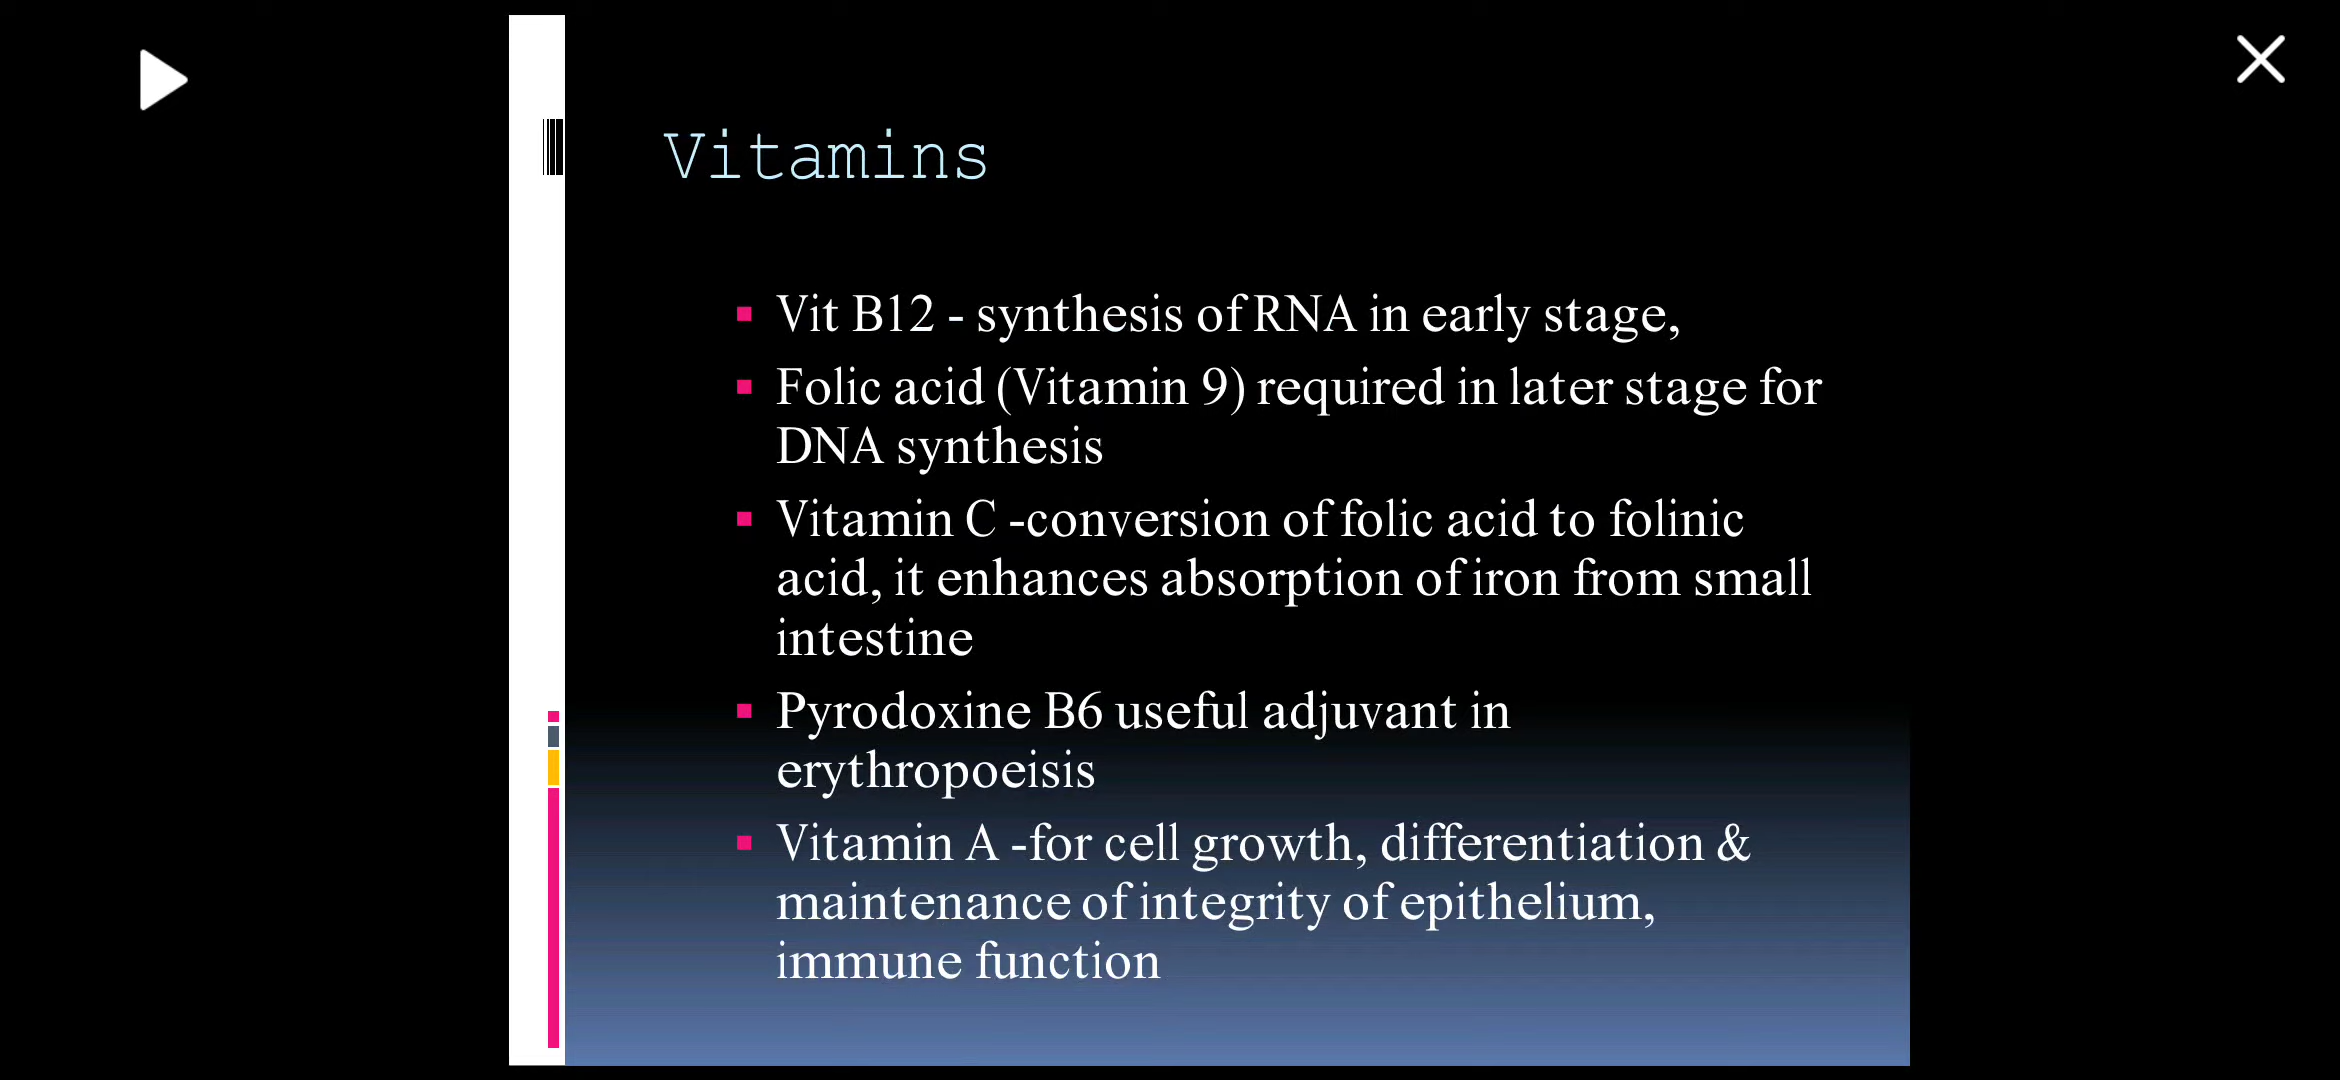 Vitamins
Vit B12 - synthesis of RNA in early stage,
Folic acid (Vitamin 9) required in later stage for
DNA synthesis
Vitamin C -conversion of folic acid to folinic
acid, it enhances absorption of iron from small
intestine
Pyrodoxine B6 useful adjuvant in
erythropoeisis
Vitamin A -for cell growth, differentiation &
maintenance of integrity of epithelium,
immune function